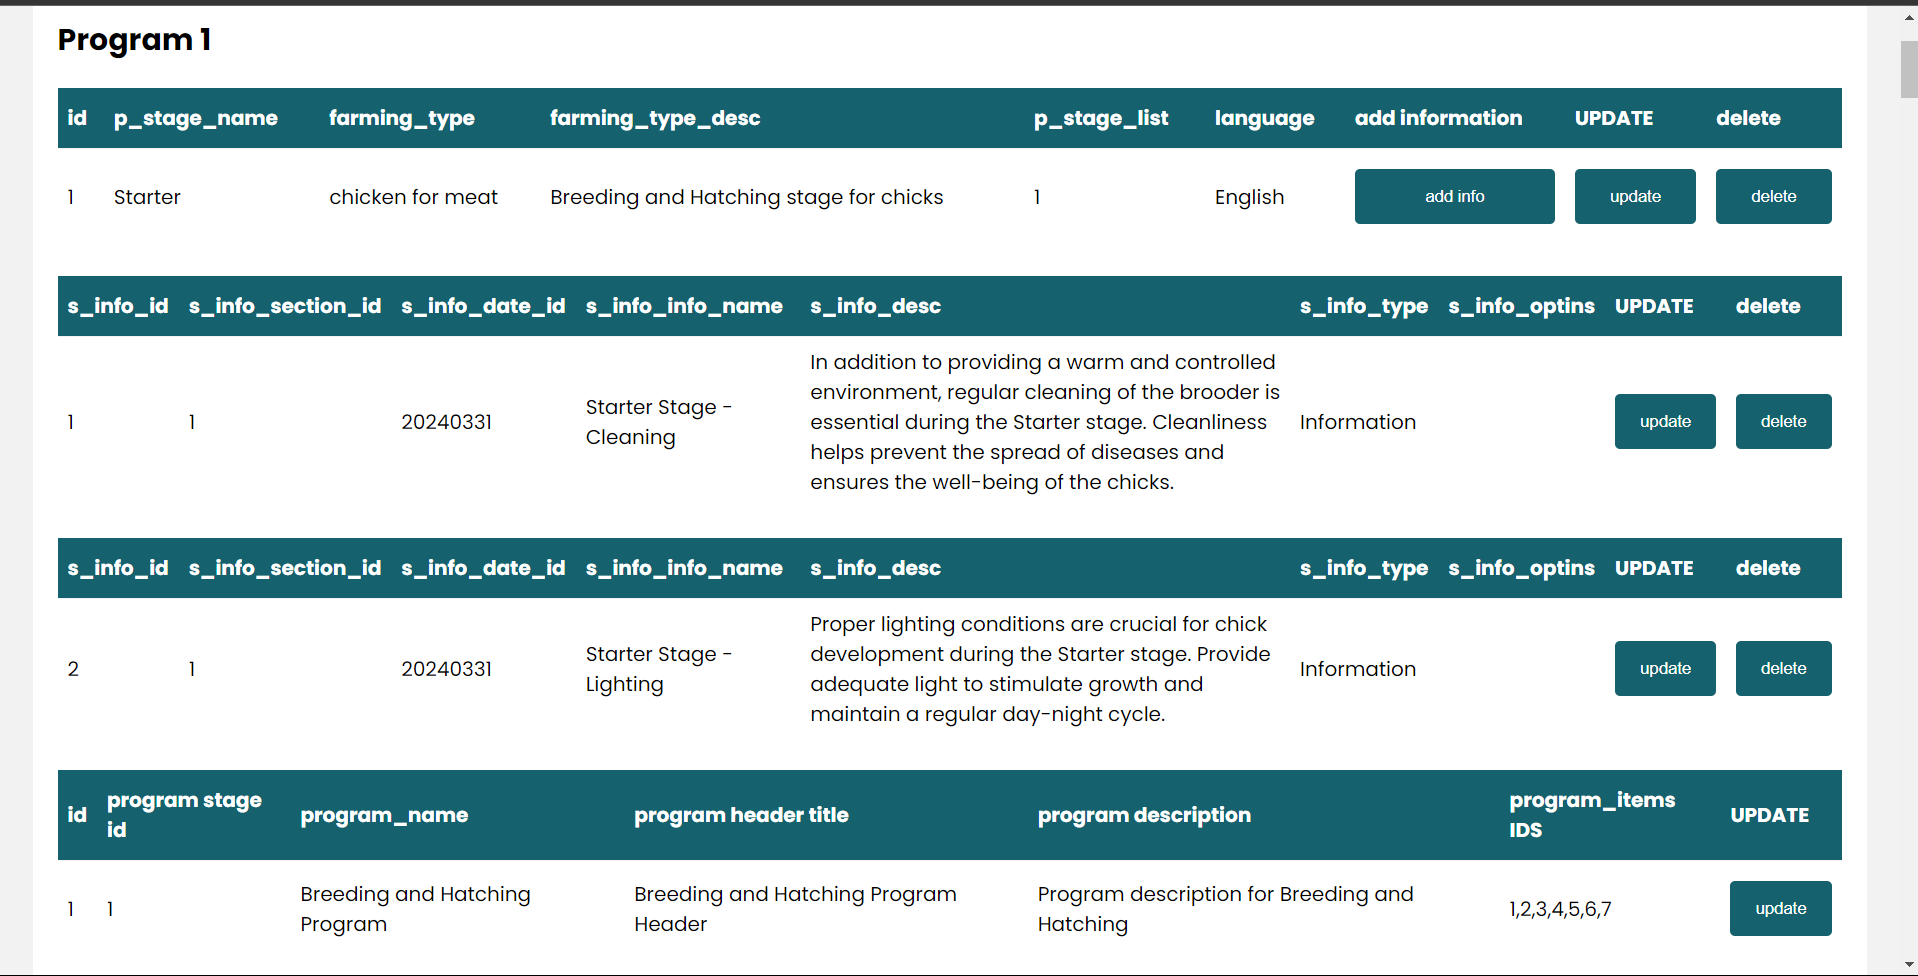 Program 1
id p_stage_name farming_type farming_type_desc p_stage_list language add information UPDATE delete
1 Starter chicken for meat Breeding and Hatching stage for chicks 1 English add info update delete
s_info_id s_info_section_id s_info_date_id s_info_info_name s_info_desc s_info_type s_info_optins UPDATE delete
1 1 20240331 Starter Stage -
Cleaning
In addition to providing a warm and controlled
environment, regular cleaning of the brooder is
essential during the Starter stage. Cleanliness
helps prevent the spread of diseases and
ensures the well-being of the chicks.
Information update delete
s_info_id s_info_section_id s_info_date_id s_info_info_name s_info_desc s_info_type s_info_optins UPDATE delete
2 1 20240331 Starter Stage -
Lighting
Proper lighting conditions are crucial for chick
development during the Starter stage. Provide
adequate light to stimulate growth and
maintain a regular day-night cycle.
Information update delete
id program stage
id
program_name program header title program description program_items
IDS
UPDATE
1 1 Breeding and Hatching
Program
Breeding and Hatching Program
Header
Program description for Breeding and
Hatching
1,2,3,4,5,6,7 update